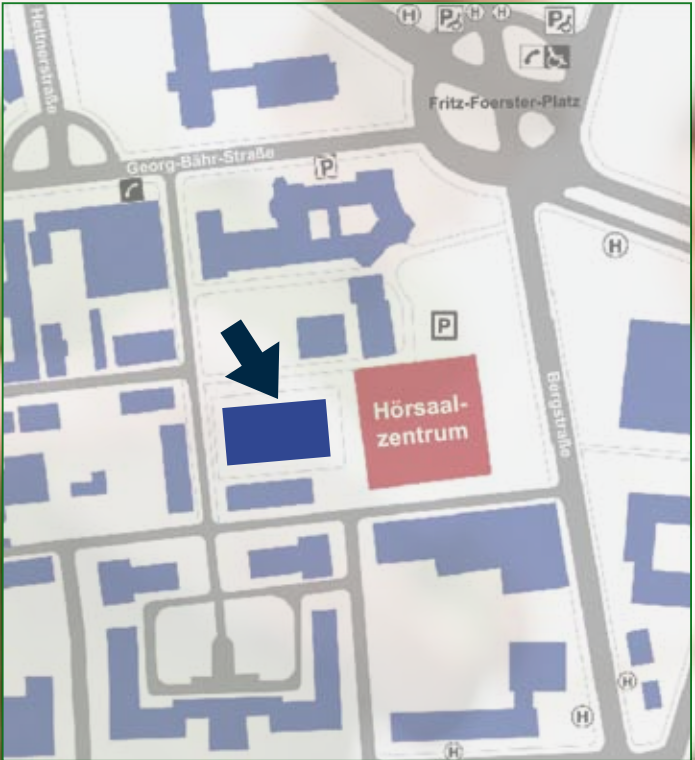 H
P
H
H
P
Hettnerstraße
Fritz-Foerster-Platz
Georg-Bähr-Straße
P
H
P
Bergstraße
Hörsaal-
zentrum
H
H
H